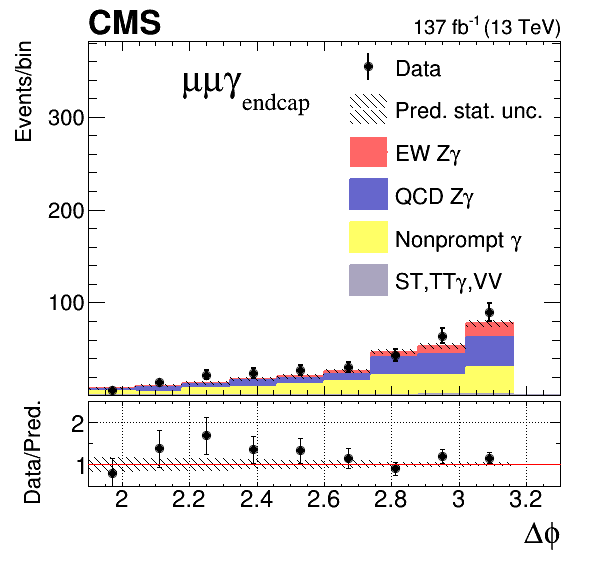 CMS 137 fb⁻¹ (13 TeV)
Events/bin
μμγ endcap
Data
Pred. stat. unc.
EW Zγ
QCD Zγ
Nonprompt γ
ST,TTγ,VV
300
200
100
Data/Pred.
2
1
2 2.2 2.4 2.6 2.8 3 3.2
Δϕ